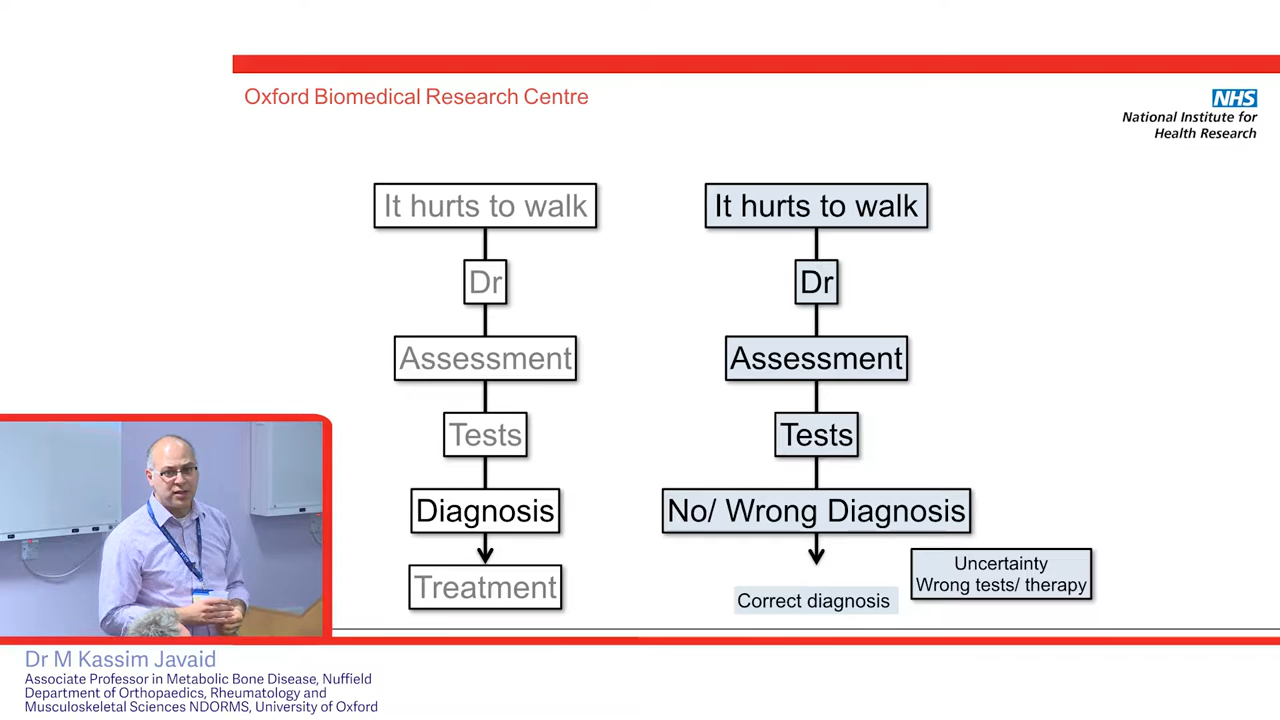 Oxford Biomedical Research Centre
NHS
National Institute for
Health Research
It hurts to walk
Dr
Assessment
Tests
Diagnosis
Treatment
It hurts to walk
Dr
Assessment
Tests
No/ Wrong Diagnosis
Correct diagnosis
Uncertainty
Wrong tests/ therapy
Dr M Kassim Javaid
Associate Professor in Metabolic Bone Disease, Nuffield
Department of Orthopaedics, Rheumatology and
Musculoskeletal Sciences NDORMS, University of Oxford